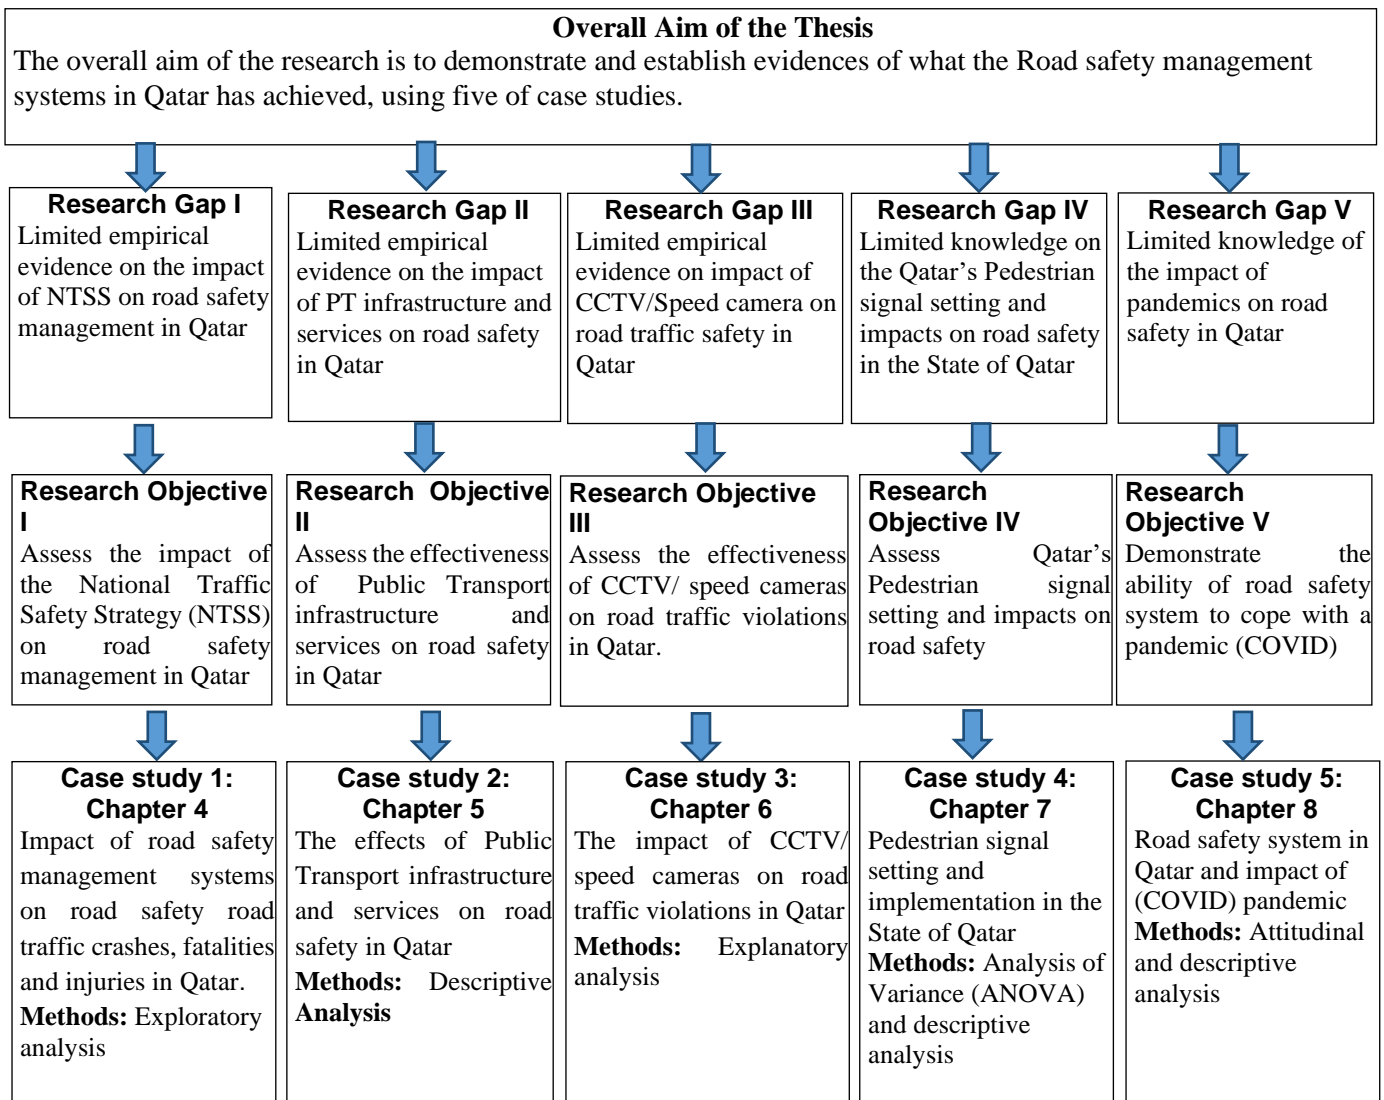 Overall Aim of the Thesis
The overall aim of the research is to demonstrate and establish evidences of what the Road safety management
systems in Qatar has achieved, using five of case studies.
Research Gap I
Limited empirical
evidence on the impact
of NTSS on road safety
management in Qatar
Research Gap II
Limited empirical
evidence on the impact
of PT infrastructure and
services on road safety
in Qatar
Research Gap III
Limited empirical
evidence on impact of
CCTV/Speed camera on
road traffic safety in
Qatar
Research Gap IV
Limited knowledge on
the Qatar's Pedestrian
signal setting and
impacts on road safety
in the State of Qatar
Research Gap V
Limited knowledge of
the impact of
pandemics on road
safety in Qatar
Research Objective
I
Assess the impact of
the National Traffic
Safety Strategy (NTSS)
on road safety
management in Qatar
Research Objective
II
Assess the effectiveness
of Public Transport
infrastructure and
services on road safety
in Qatar
Research Objective
III
Assess the effectiveness
of CCTV/ speed cameras
on road traffic violations
in Qatar.
Research
Objective IV
Assess Qatar's
Pedestrian signal
setting and impacts on
road safety
Research
Objective V
Demonstrate the
ability of road safety
system to cope with a
pandemic (COVID)
Case study 1:
Chapter 4
Impact of road safety
management systems
on road safety road
traffic crashes, fatalities
and injuries in Qatar.
Methods: Exploratory
analysis
Case study 2:
Chapter 5
The effects of Public
Transport infrastructure
and services on road
safety in Qatar
Methods: Descriptive
Analysis
Case study 3:
Chapter 6
The impact of CCTV/
speed cameras on road
traffic violations in Qatar
Methods: Explanatory
analysis
Case study 4:
Chapter 7
Pedestrian signal
setting and
implementation in the
State of Qatar
Methods: Analysis of
Variance (ANOVA)
and descriptive
analysis
Case study 5:
Chapter 8
Road safety system in
Qatar and impact of
(COVID) pandemic
Methods: Attitudinal
and descriptive
analysis